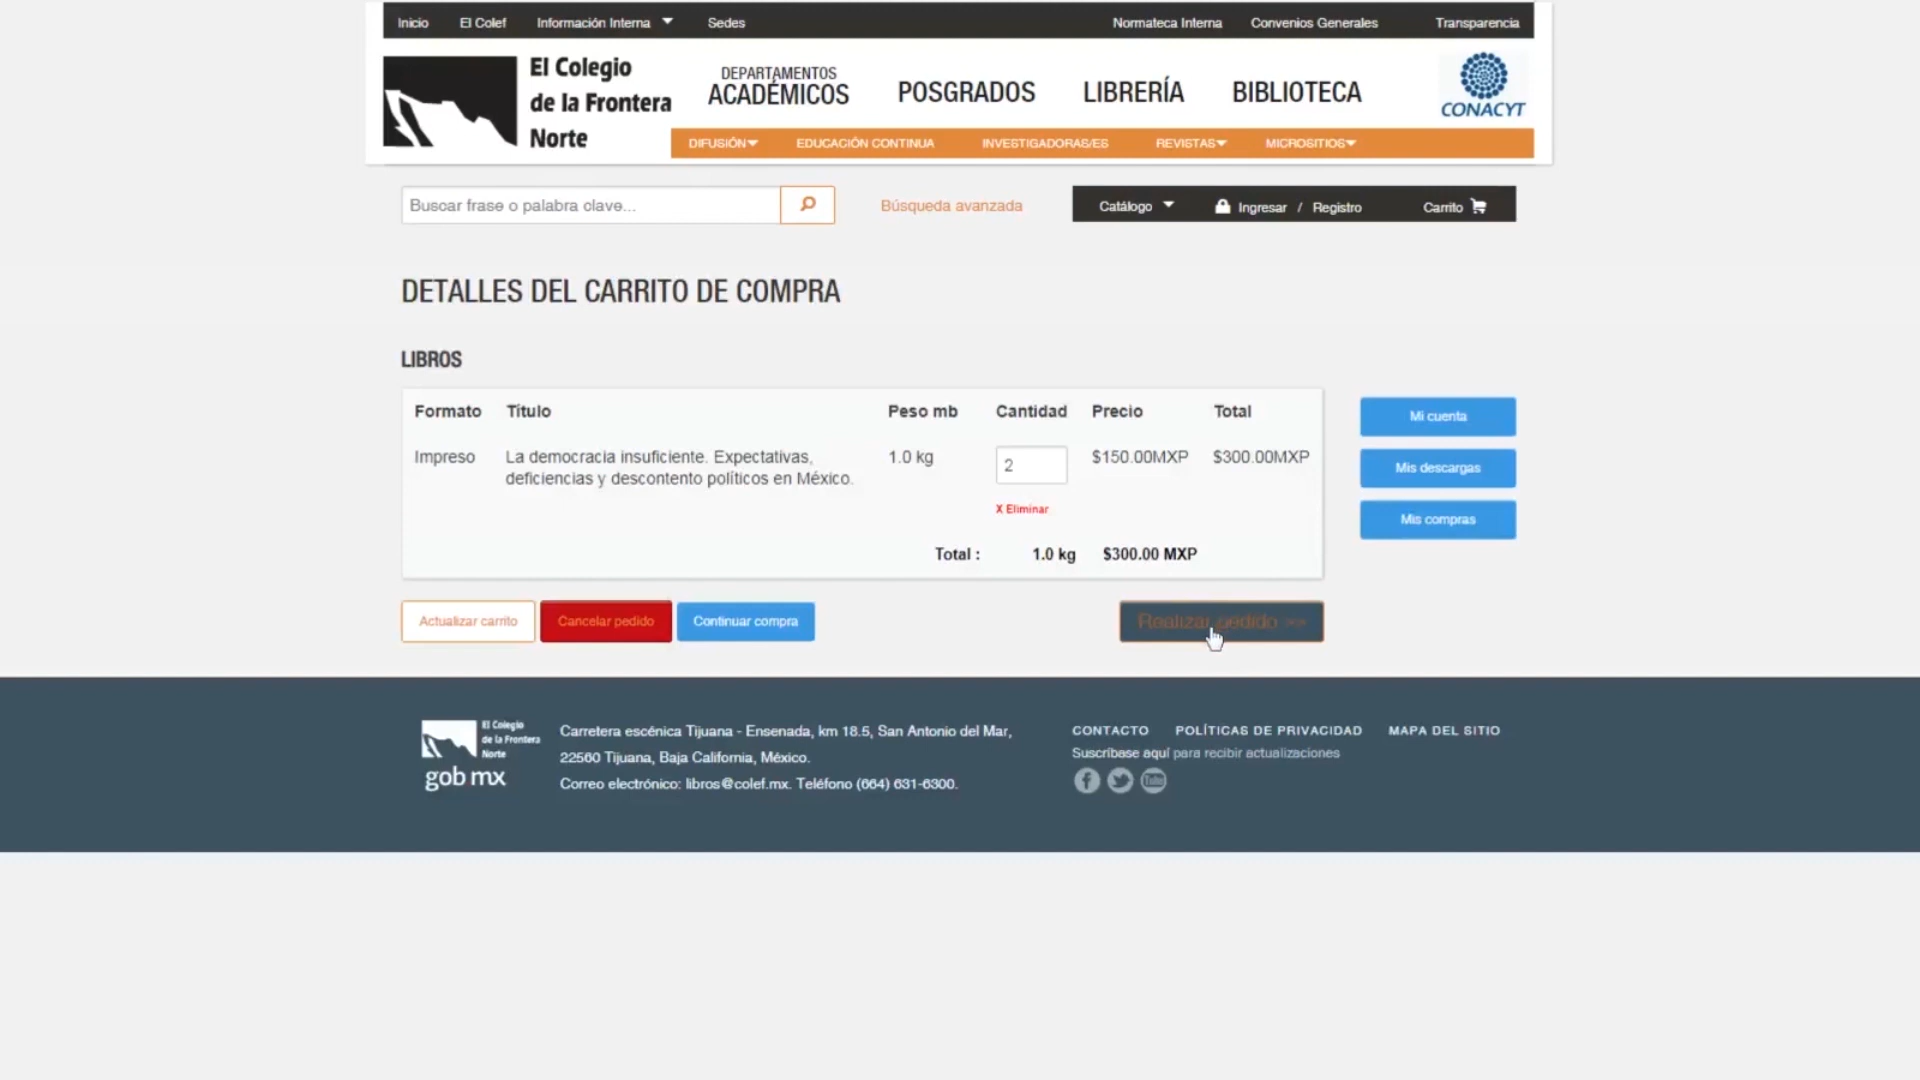 Inicio El Colef Información Interna Sedes Normateca Interna Convenios Generales Transparencia
El Colegio
de la Frontera
Norte
DEPARTAMENTOS
ACADÉMICOS POSGRADOS LIBRERÍA BIBLIOTECA
CONACYT
DIFUSIÓN EDUCACIÓN CONTINUA INVESTIGADORAS/ES REVISTAS MICROSITIOS
Buscar frase o palabra clave... Búsqueda avanzada Catálogo Ingresar / Registro Carrito
DETALLES DEL CARRITO DE COMPRA
LIBROS
Formato Título Peso mb Cantidad Precio Total
Impreso La democracia insuficiente. Expectativas, 1.0 kg 2 $150.00MXP $300.00MXP
deficiencias y descontento políticos en México.
X Eliminar
Total : 1.0 kg $300.00 MXP
Mi cuenta
Mis descargas
Mis compras
Actualizar carrito Cancelar pedido Continuar compra Realizar pedido >>>
El Colegio
de la Frontera
Norte
gob mx
Carretera escénica Tijuana - Ensenada, km 18.5, San Antonio del Mar,
22560 Tijuana, Baja California, México.
Correo electrónico: libros@colef.mx. Teléfono (664) 631-6300.
CONTACTO POLÍTICAS DE PRIVACIDAD MAPA DEL SITIO
Suscríbase aquí para recibir actualizaciones